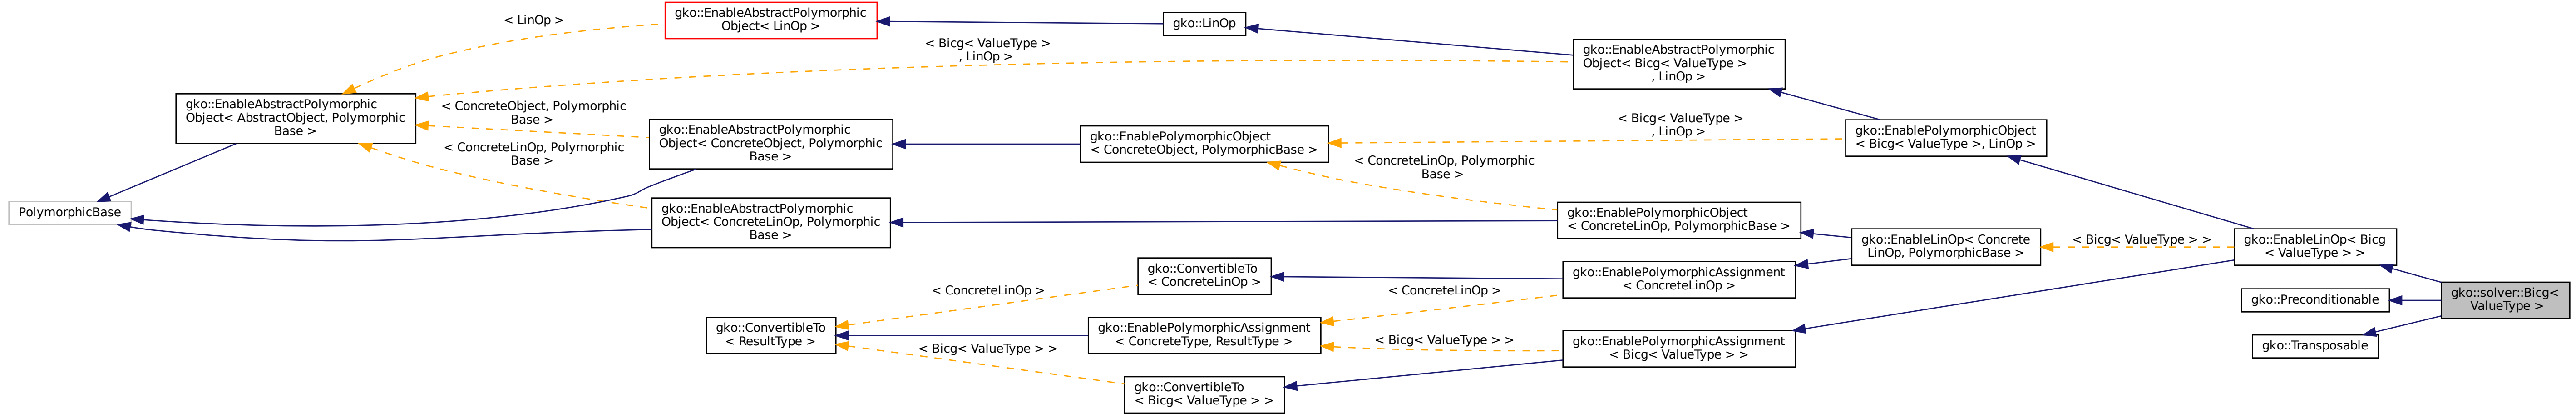 gko::EnableAbstractPolymorphic
Object< LinOp >
< LinOp >
gko::LinOp
< Bicg< ValueType >
, LinOp >
gko::EnableAbstractPolymorphic
Object< Bicg< ValueType >
, LinOp >
gko::EnableAbstractPolymorphic
Object< AbstractObject, Polymorphic
Base >
< ConcreteObject, Polymorphic
Base >
gko::EnableAbstractPolymorphic
Object< ConcreteObject, Polymorphic
Base >
gko::EnablePolymorphicObject
< ConcreteObject, PolymorphicBase >
< Bicg< ValueType >
, LinOp >
gko::EnablePolymorphicObject
< Bicg< ValueType >, LinOp >
< ConcreteLinOp, Polymorphic
Base >
< ConcreteLinOp, Polymorphic
Base >
PolymorphicBase
gko::EnableAbstractPolymorphic
Object< ConcreteLinOp, Polymorphic
Base >
gko::EnablePolymorphicObject
< ConcreteLinOp, PolymorphicBase >
gko::EnableLinOp< Concrete
LinOp, PolymorphicBase >
< Bicg< ValueType > >
gko::EnableLinOp< Bicg
< ValueType > >
gko::ConvertibleTo
< ConcreteLinOp >
gko::EnablePolymorphicAssignment
< ConcreteLinOp >
< ConcreteLinOp >
< ConcreteLinOp >
gko::Preconditionable
gko::solver::Bicg<
ValueType >
gko::ConvertibleTo
< ResultType >
gko::EnablePolymorphicAssignment
< ConcreteType, ResultType >
< Bicg< ValueType > >
gko::EnablePolymorphicAssignment
< Bicg< ValueType > >
gko::Transposable
< Bicg< ValueType > >
gko::ConvertibleTo
< Bicg< ValueType > >